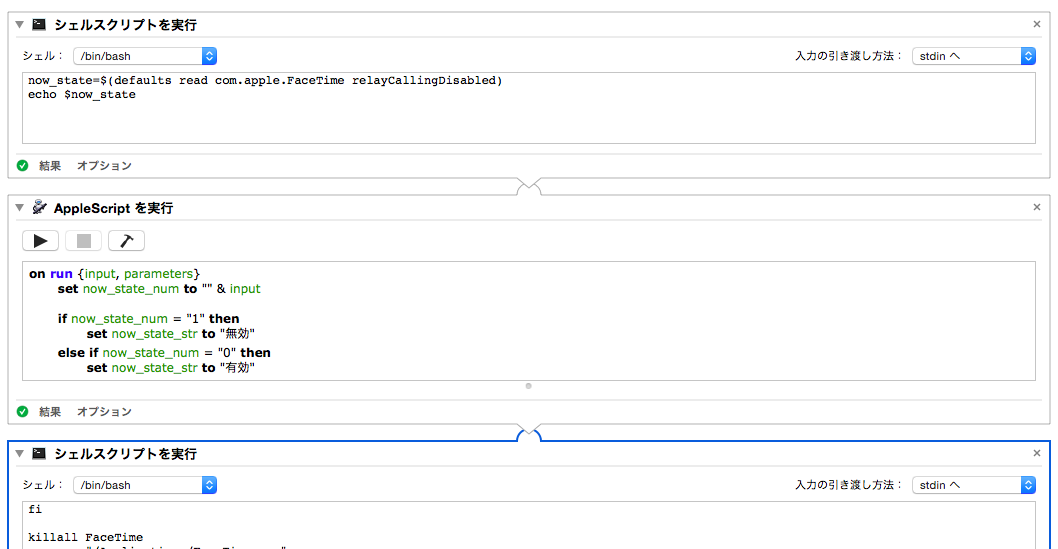 シェルスクリプトを実行
シェル： /bin/bash 入力の引き渡し方法： stdin へ
now_state=$(defaults read com.apple.FaceTime relayCallingDisabled)
echo $now_state
結果 オプション
AppleScript を実行
on run {input, parameters}
set now_state_num to "" & input
if now_state_num = "1" then
set now_state_str to "無効"
else if now_state_num = "0" then
set now_state_str to "有効"
結果 オプション
シェルスクリプトを実行
シェル： /bin/bash 入力の引き渡し方法： stdin へ
fi
killall FaceTime